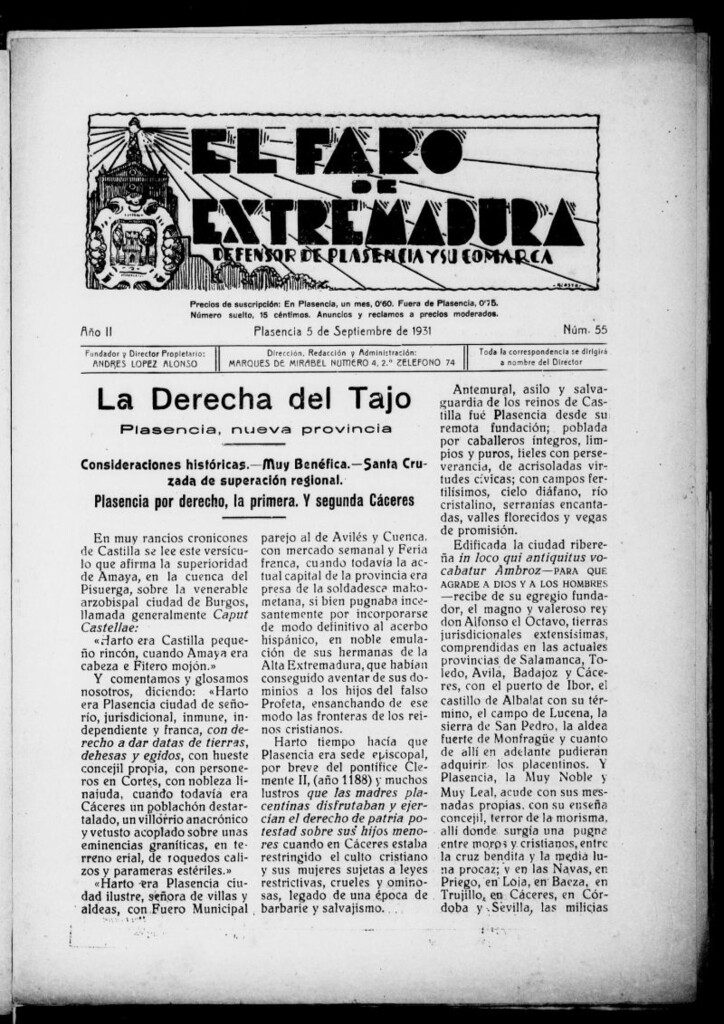 EL FARO
DE
EXTREMADURA
DEFENSOR DE PLASENCIA Y SU COMARCA
Precios de suscripción: En Plasencia, un mes, 0'60. Fuera de Plasencia, 0'75.
Número suelto, 15 céntimos. Anuncios y reclamos a precios moderados.
Año II
Plasencia 5 de Septiembre de 1931
Núm. 55
Fundador y Director Propietario:
ANDRES LOPEZ ALONSO
Dirección, Redacción y Administración:
MARQUES DE MIRABEL NUMERO 4, 2.º ZELEFONO 74
Toda la correspondencia se dirigirá
a nombre del Director
La Derecha del Tajo
Plasencia, nueva provincia
Consideraciones históricas.—Muy Benéfica.—Santa Cru-
zada de superación regional.
Plasencia por derecho, la primera. Y segunda Cáceres
En muy rancios cronicones
de Castilla se lee este versícu-
lo que afirma la superioridad
de Amaya, en la cuenca del
Pisuerga, sobre la venerable
arzobispal ciudad de Burgos,
llamada generalmente Caput
Castellae:
«Harto era Castilla peque-
ño rincón, cuando Amaya era
cabeza e Fitero mojón.»
Y comentamos y glosamos
nosotros, diciendo: «Harto
era Plasencia ciudad de seño-
río, jurisdicional, inmune, in-
dependiente y franca, con de-
recho a dar datas de tierras,
dehesas y egidos, con hueste
concejil propia, con persone-
ros en Cortes, con nobleza li-
najuda, cuando todavía era
Cáceres un poblachón destar-
talado, un villorrio anacrónico
y vetusto acoplado sobre unas
eminencias graníticas, en te-
rreno erial, de roquedos cali-
zos y parameras estériles.»
«Harto era Plasencia ciu-
dad ilustre, señora de villas y
aldeas, con Fuero Municipal
parejo al de Avilés y Cuenca,
con mercado semanal y Feria
franca, cuando todavía la ac-
tual capital de la provincia era
presa de la soldadesca maho-
metana, si bien pugnaba ince-
santemente por incorporarse
de modo definitivo al acerbo
hispánico, en noble emula-
ción de sus hermanas de la
Alta Extremadura, que habían
conseguido aventar de sus do-
minios a los hijos del falso
Profeta, ensanchando de ese
modo las fronteras de los rei-
nos cristianos.
Harto tiempo hacía que
Plasencia era sede episcopal,
por breve del pontífice Cle-
mente II, (año 1188) y muchos
lustros que las madres pla-
centinas disfrutaban y ejer-
cían el derecho de patria po-
testad sobre sus hijos meno-
res cuando en Cáceres estaba
restringido el culto cristiano
y sus mujeres sujetas a leyes
restrictivas, crueles y omino-
sas, legado de una época de
barbarie y salvajismo.
Antemural, asilo y salva-
guardia de los reinos de Cas-
tilla fué Plasencia desde su
remota fundación; poblada
por caballeros íntegros, lim-
pios y puros, fieles con perse-
verancia, de acrisoladas vir-
tudes cívicas; con campos fer-
tilísimos, cielo diáfano, río
cristalino, serranías encanta-
das, valles florecidos y vegas
de promisión.
Edificada la ciudad ribere-
ña in loco qui antiquitus vo-
cabatur Ambroz—PARA QUE
AGRADE A DIOS Y A LOS HOMBRES
—recibe de su egregio funda-
dor, el magno y valeroso rey
don Alfonso el Octavo, tierras
jurisdicionales extensísimas,
comprendidas en las actuales
provincias de Salamanca, To-
ledo, Avila, Badajoz y Cáce-
res, con el puerto de Ibor, el
castillo de Albalat con su tér-
mino, el campo de Lucena, la
sierra de San Pedro, la aldea
fuerte de Monfragüe y cuanto
de allí en adelante pudieran
adquirir los placentinos. Y
Plasencia, la Muy Noble y
Muy Leal, acude con sus mes-
nadas propias, con su enseña
concejil, terror de la morisma,
allí donde surgía una pugna
entre moros y cristianos, entre
la cruz bendita y la media lu-
na procaz; y en las Navas, en
Priego, en Loja, en Baeza, en
Trujillo, en Cáceres, en Cór-
doba y Sevilla, las milicias